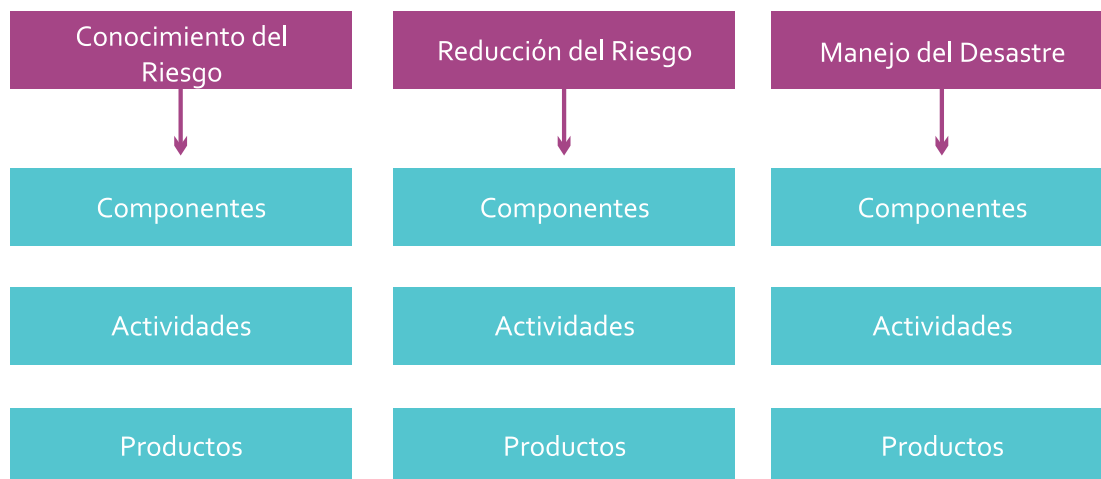 Conocimiento del
Riesgo
Reducción del Riesgo
Manejo del Desastre
Componentes
Componentes
Componentes
Actividades
Actividades
Actividades
Productos
Productos
Productos